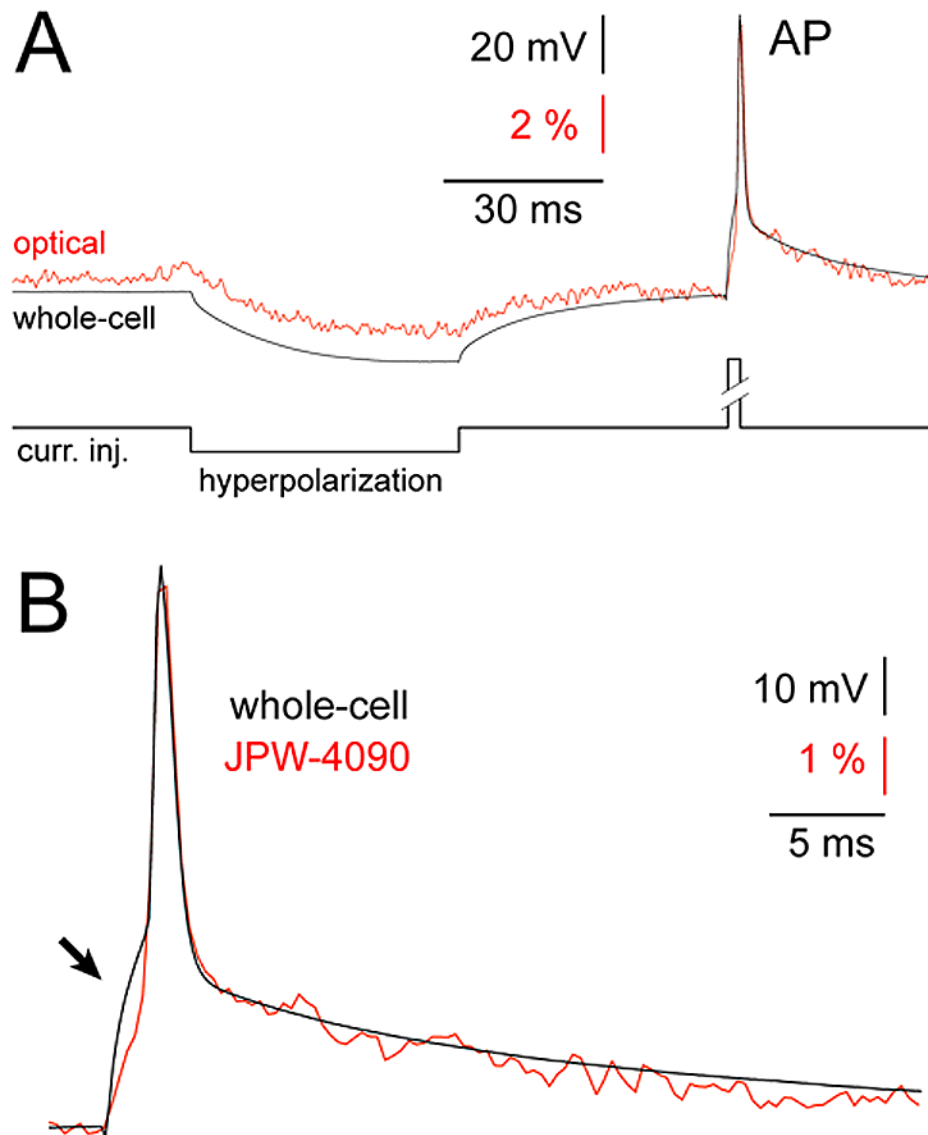 A
20 mV
AP
2 %
30 ms
optical
whole-cell
curr. inj.
hyperpolarization
B
10 mV
whole-cell
JPW-4090
1 %
5 ms